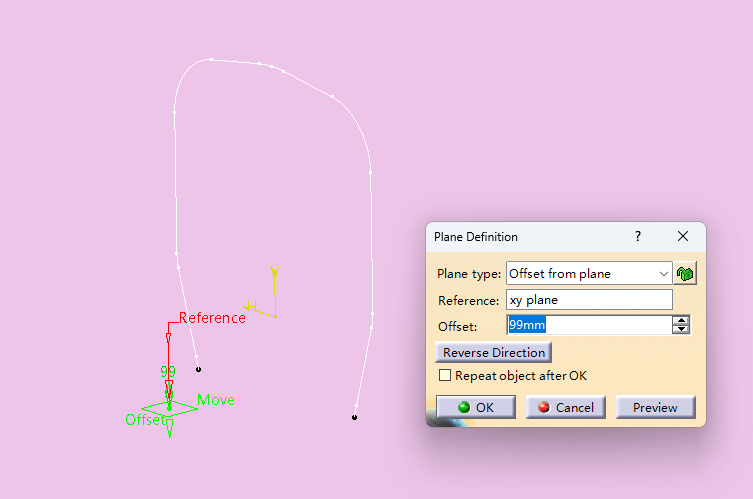 Y
H
Reference
99
Move
Offset
Plane Definition
?
Plane type: Offset from plane
Reference: xy plane
Offset: 99mm
Reverse Direction
Repeat object after OK
OK Cancel Preview